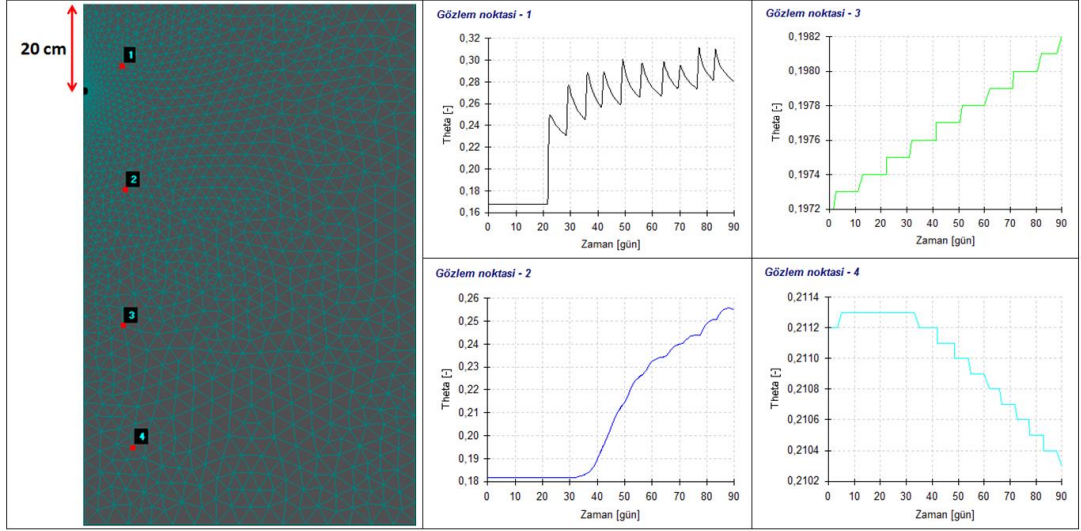 20 cm
1
2
3
4
Gözlem noktasi - 1
0,32
0,30
0,28
0,26
0,24
0,22
0,20
0,18
0,16
Theta [-]
0 10 20 30 40 50 60 70 80 90
Zaman [gün]
Gözlem noktasi - 3
0,1982
0,1980
0,1978
0,1976
0,1974
0,1972
Theta [-]
0 10 20 30 40 50 60 70 80 90
Zaman [gün]
Gözlem noktasi - 2
0,26
0,25
0,24
0,23
0,22
0,21
0,20
0,19
0,18
Theta [-]
0 10 20 30 40 50 60 70 80 90
Zaman [gün]
Gözlem noktasi - 4
0,2114
0,2112
0,2110
0,2108
0,2106
0,2104
0,2102
Theta [-]
0 10 20 30 40 50 60 70 80 90
Zaman [gün]